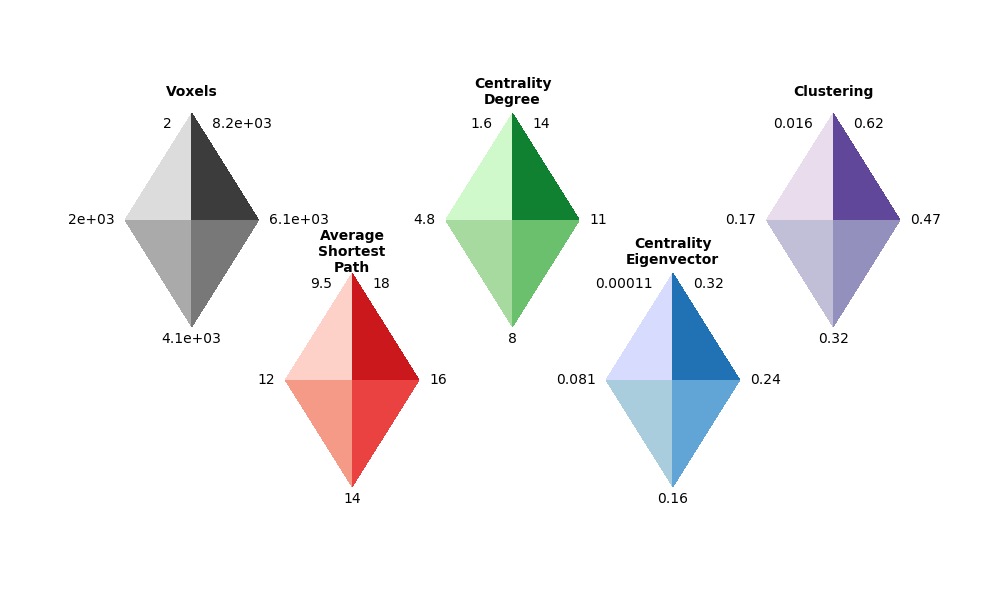 Voxels
2
8.2e+03
2e+03
6.1e+03
4.1e+03
Average
Shortest
Path
9.5
18
12
16
14
Centrality
Degree
1.6
14
4.8
11
8
Centrality
Eigenvector
0.00011
0.32
0.081
0.24
0.16
Clustering
0.016
0.62
0.17
0.47
0.32